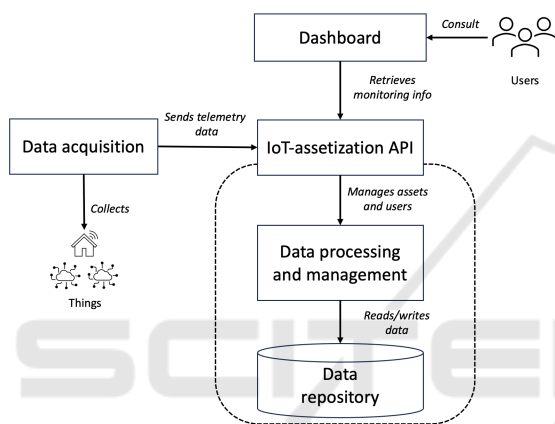 Consult
Dashboard
Users
Retrieves
monitoring info
Sends telemetry
data
Data acquisition
IoT-assetization API
Manages assets
and users
Collects
Data processing
and management
Things
Reads/writes
data
Data
repository
SCITE